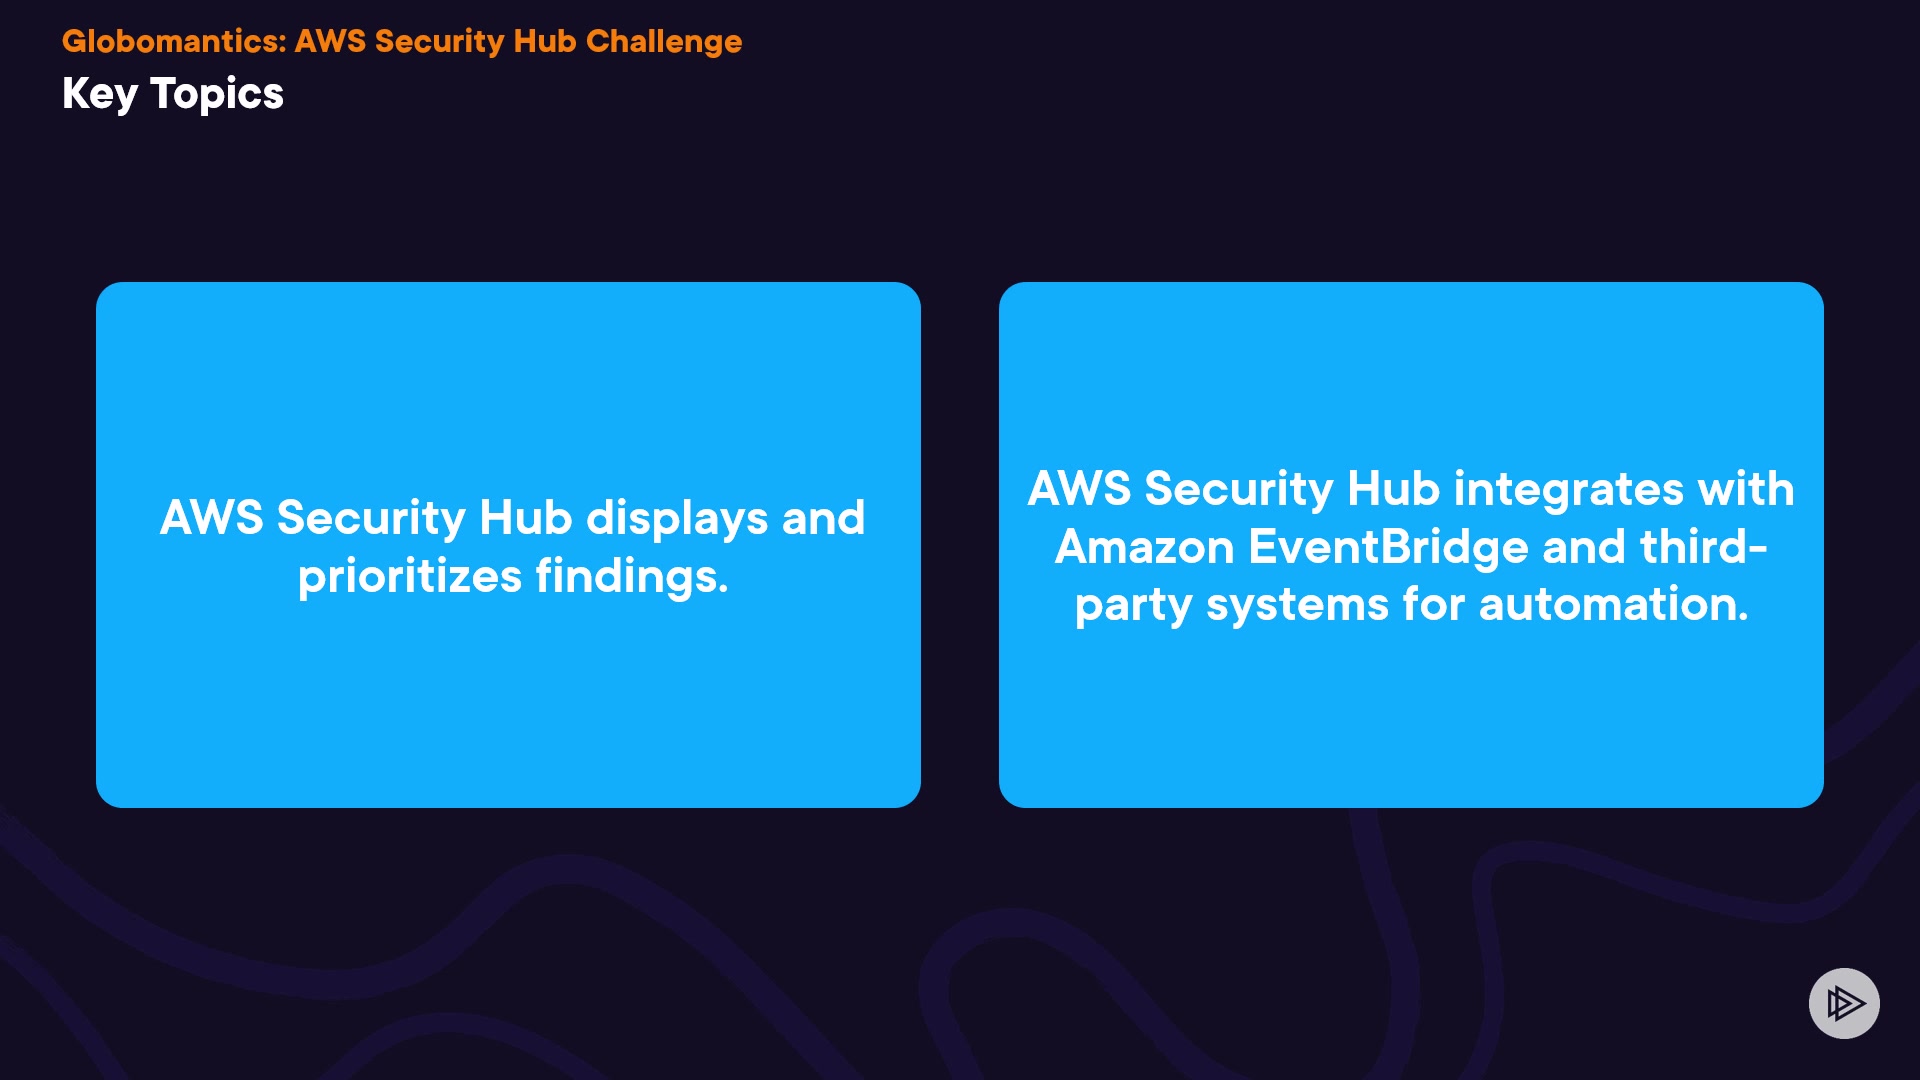 Globomantics: AWS Security Hub Challenge
Key Topics
AWS Security Hub displays and
prioritizes findings.
AWS Security Hub integrates with
Amazon EventBridge and third-
party systems for automation.